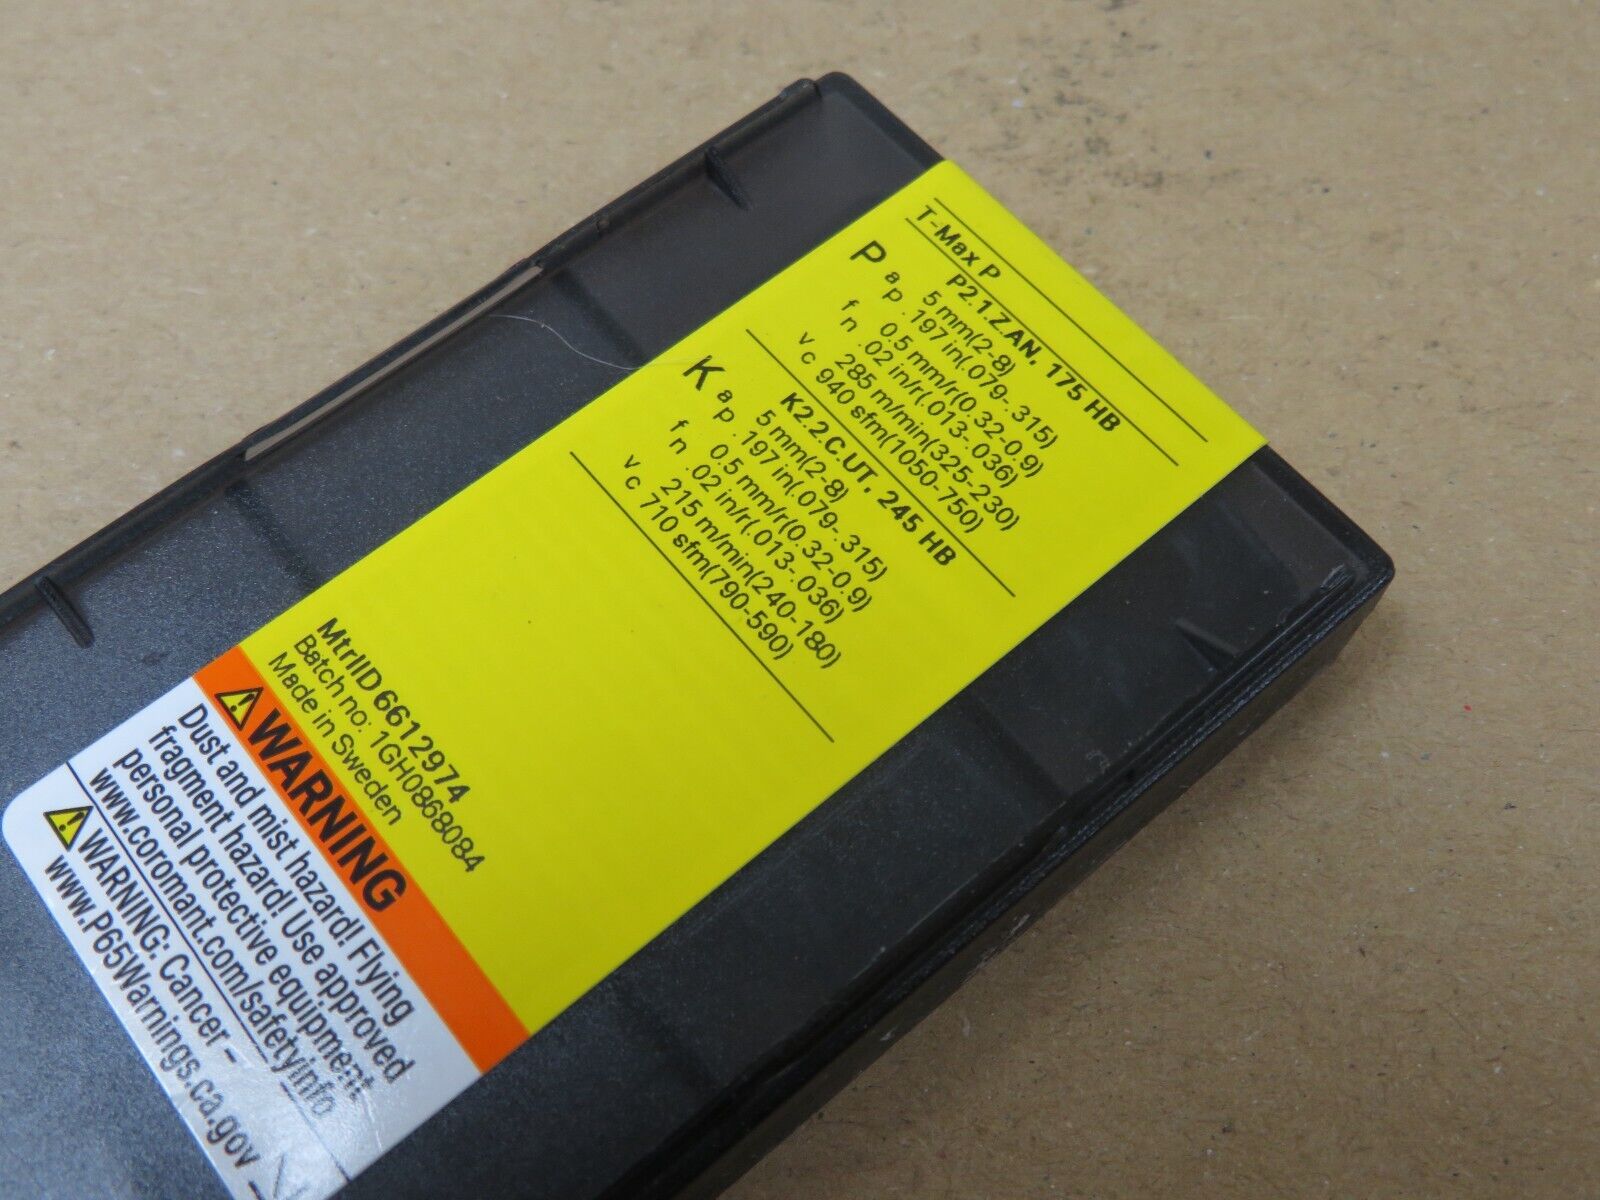 T-Max P
P P2.1.Z.AN. 175 HB
ap 5 mm(2-8)
.197 in(.079-.315)
fn 0.5 mm/r(0.32-0.9)
.02 in/r(.013-.036)
vc 285 m/min(325-230)
940 sfm(1050-750)
K K2.2.C.UT. 245 HB
ap 5 mm(2-8)
.197 in(.079-.315)
fn 0.5 mm/r(0.32-0.9)
.02 in/r(.013-.036)
vc 215 m/min(240-180)
710 sfm(790-590)
MtrlID 6612974
Batch no: 1GH0868084
Made in Sweden
WARNING
Dust and mist hazard! Flying
fragment hazard! Use approved
personal protective equipment
www.coromant.com/safetyinfo
WARNING: Cancer –
www.P65Warnings.ca.gov